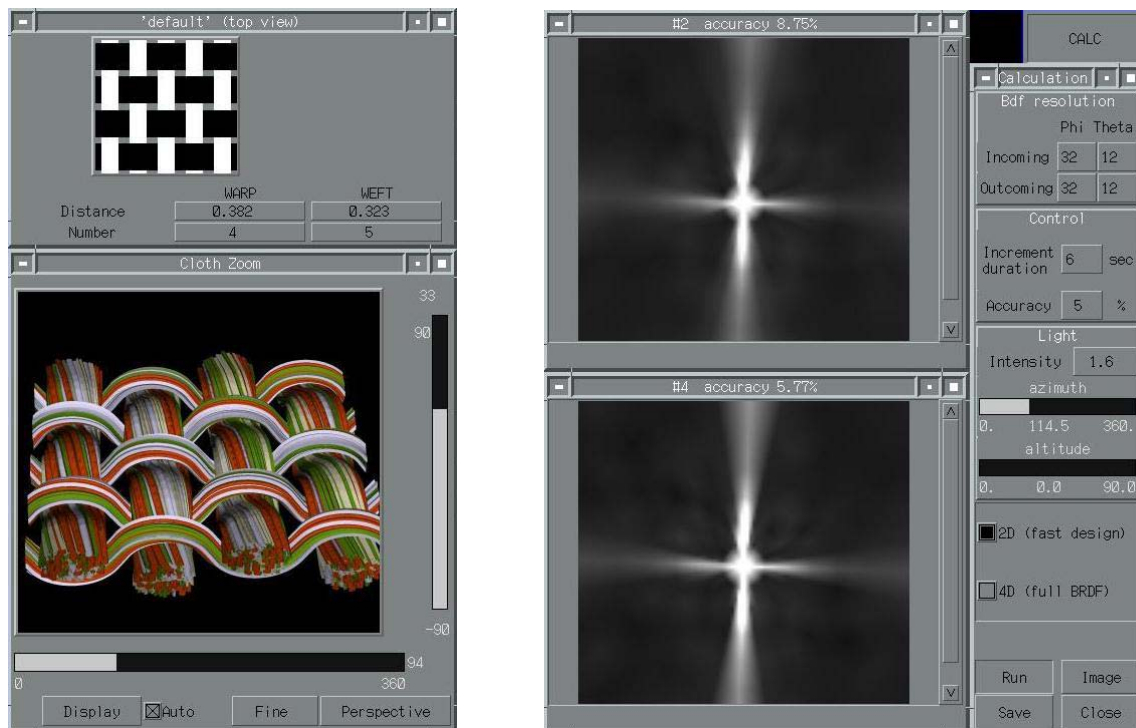 'default' (top view)
WARP WEFT
Distance 0.382 0.323
Number 4 5
Cloth Zoom
33
90
-90
94
0 360
Display Auto Fine Perspective
#2 accuracy 8.75%
#4 accuracy 5.77%
CALC
Calculation
Bdf resolution
Phi Theta
Incoming 32 12
Outcoming 32 12
Control
Increment duration 6 sec
Accuracy 5 %
Light
Intensity 1.6
azimuth
0. 114.5 360.
altitude
0. 0.0 90.0
2D (fast design)
4D (full BRDF)
Run Image
Save Close